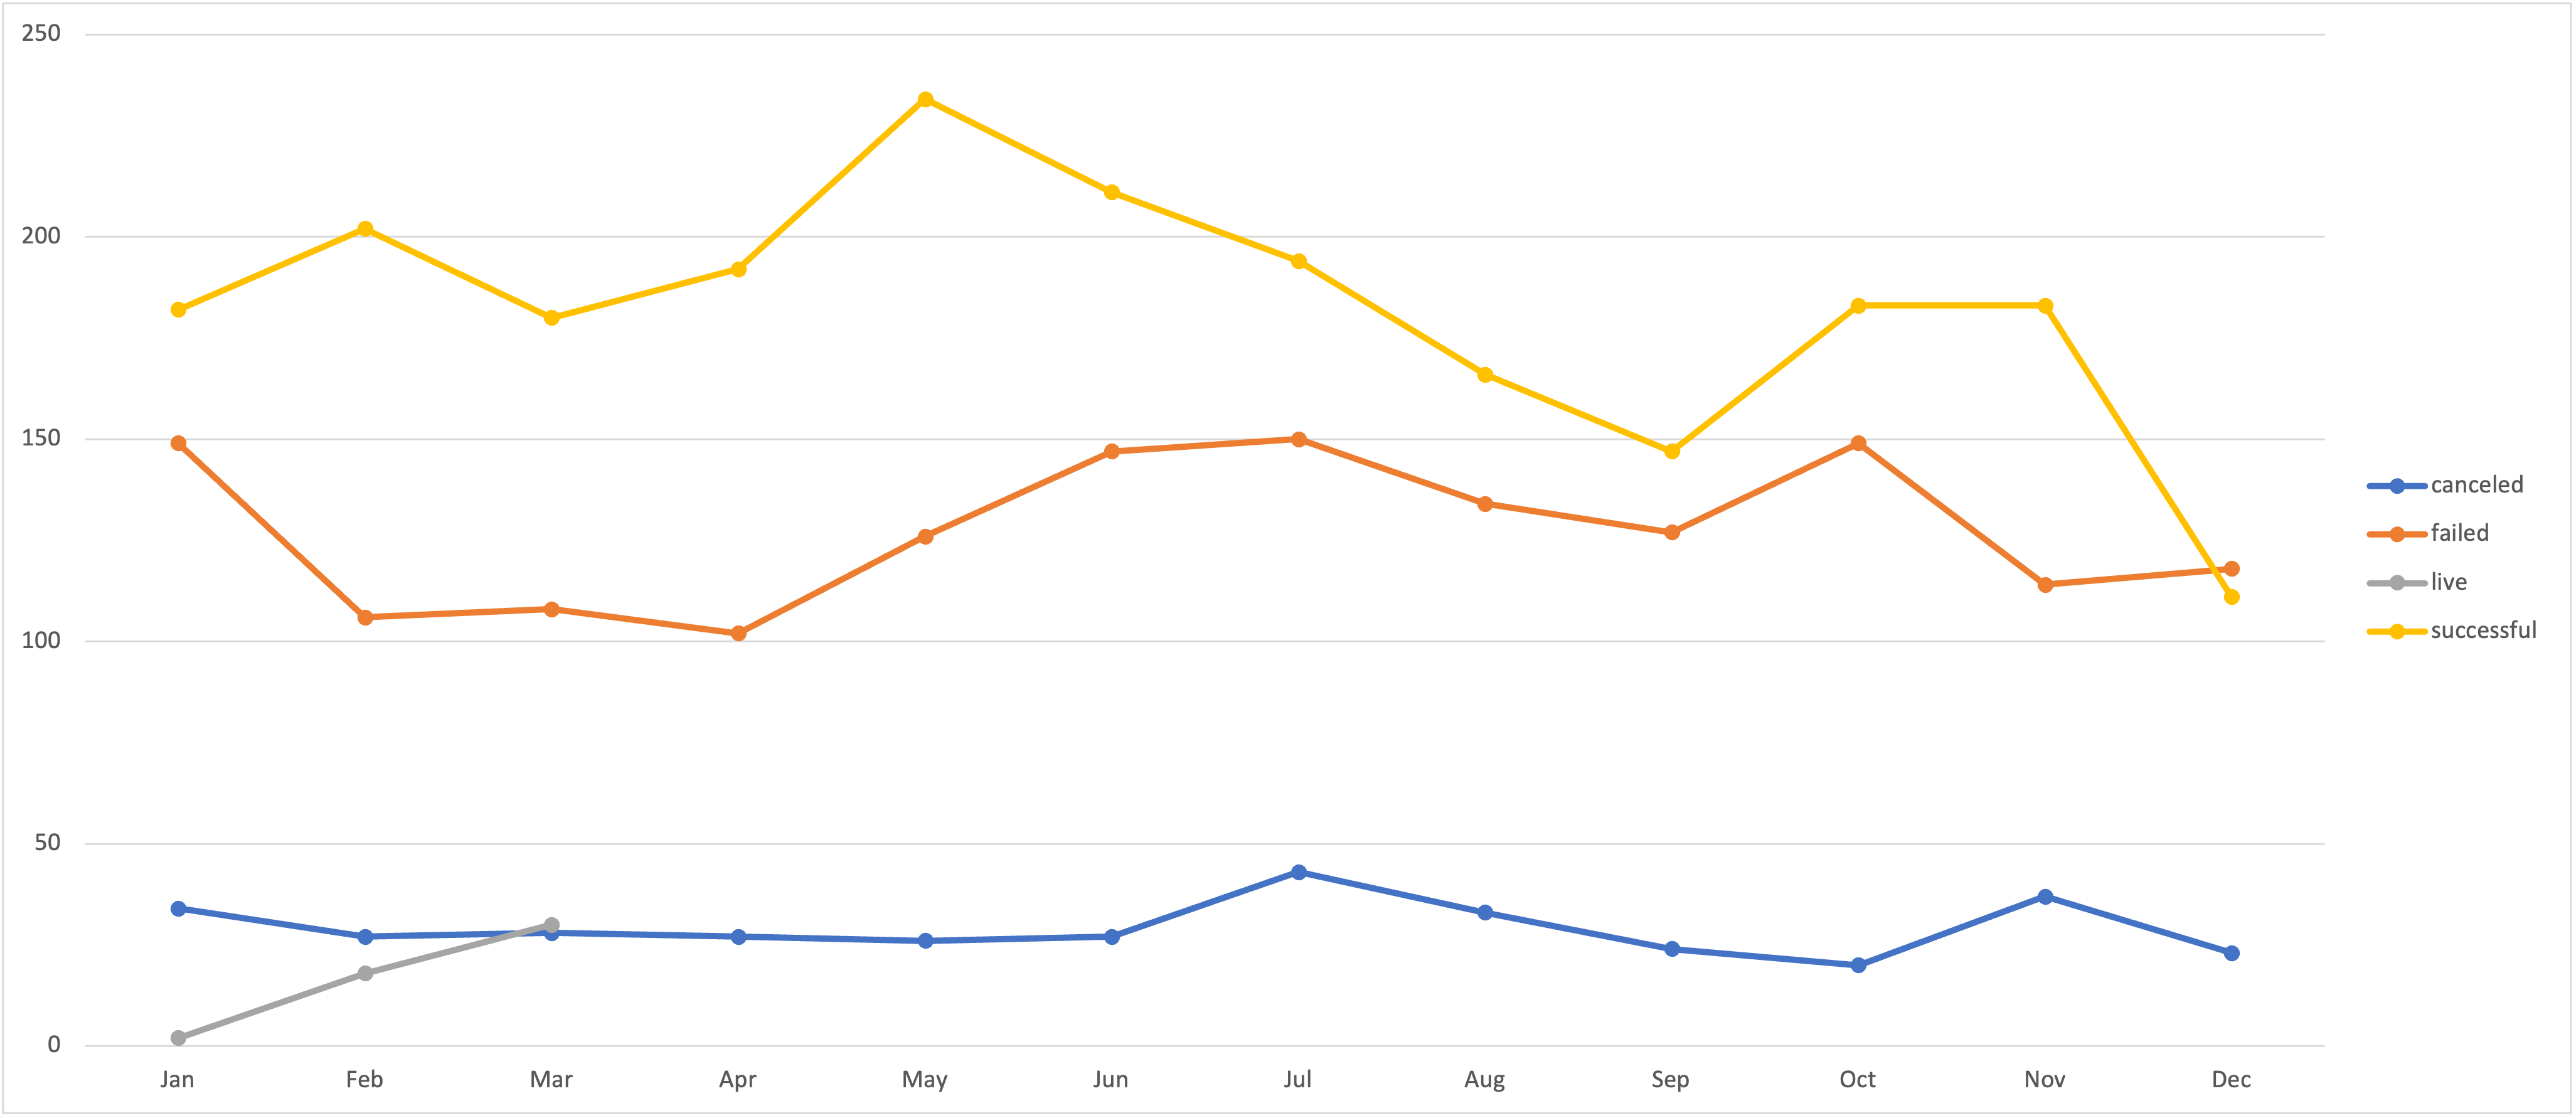 250
200
150
100
50
0
Jan Feb Mar Apr May Jun Jul Aug Sep Oct Nov Dec
canceled
failed
live
successful